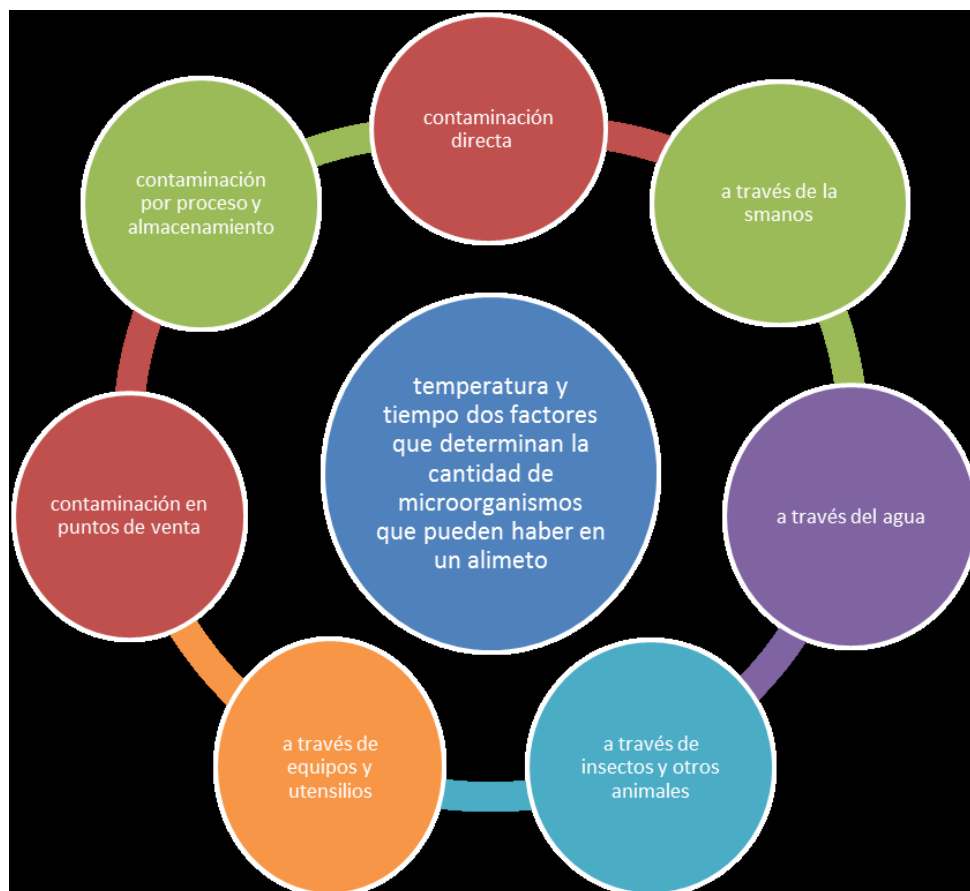 contaminación
directa
a través de la
smanos
a través del agua
a través de
insectos y otros
animales
a través de
equipos y
utensilios
contaminación en
puntos de venta
contaminación
por proceso y
almacenamiento
temperatura y
tiempo dos factores
que determinan la
cantidad de
microorganismos
que pueden haber en
un alimeto